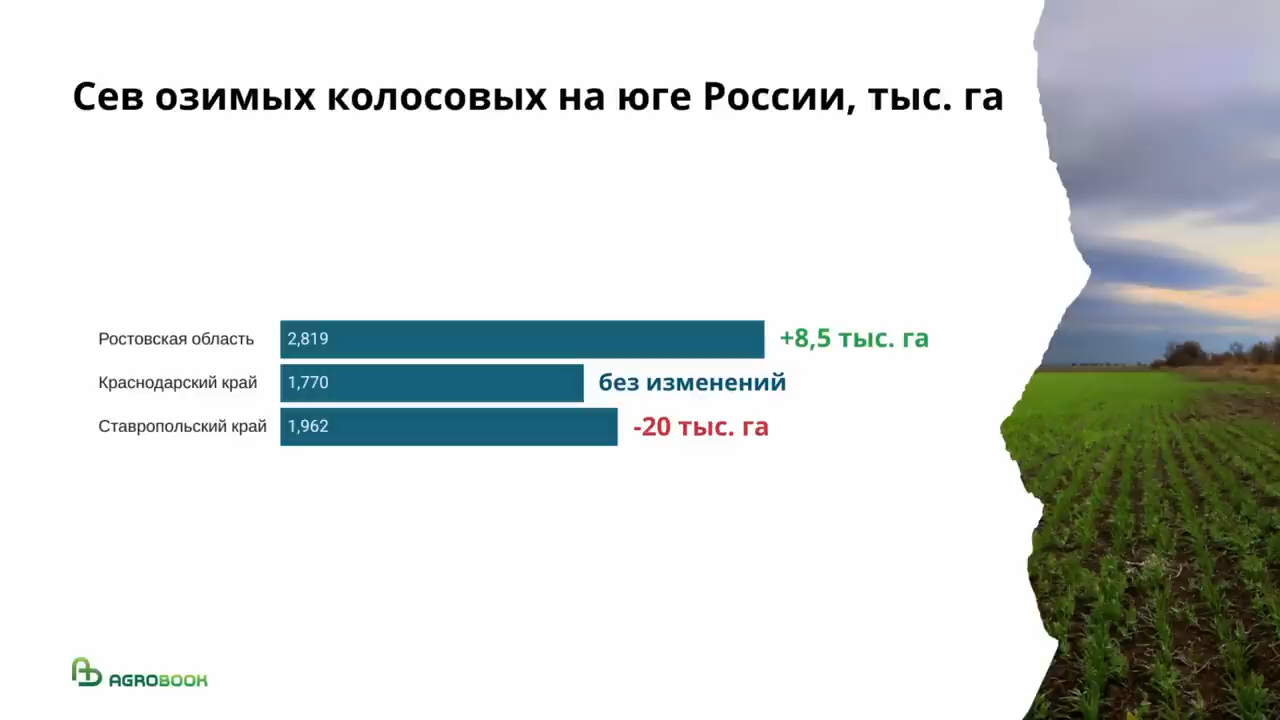 Сев озимых колосовых на юге России, тыс. га
Ростовская область 2,819 +8,5 тыс. га
Краснодарский край 1,770 без изменений
Ставропольский край 1,962 -20 тыс. га
AGROBOOK